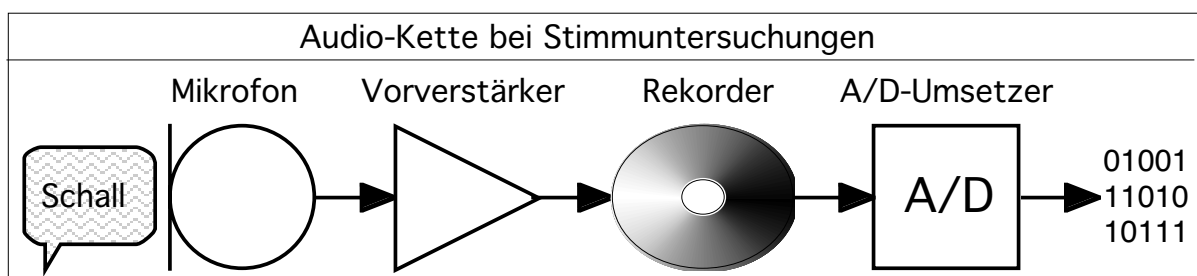 Audio-Kette bei Stimmuntersuchungen
Mikrofon Vorverstärker Rekorder A/D-Umsetzer
Schall
A/D
01001
11010
10111